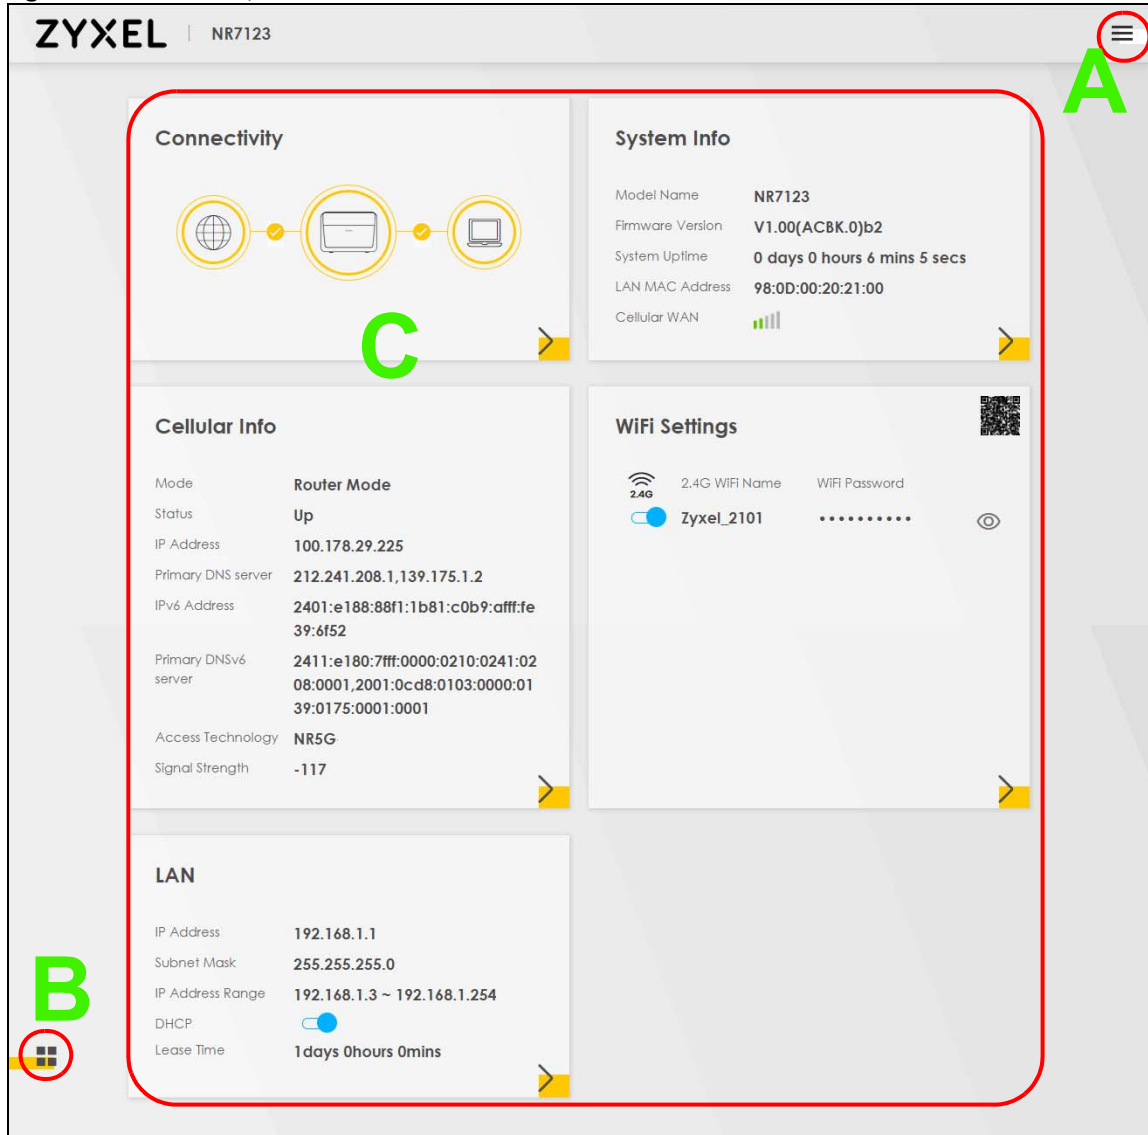 ZYXEL NR7123
A
Connectivity
C
System Info
Model Name NR7123
Firmware Version V1.00(ACBK.0)b2
System Uptime 0 days 0 hours 6 mins 5 secs
LAN MAC Address 98:0D:00:20:21:00
Cellular WAN
Cellular Info
Mode Router Mode
Status Up
IP Address 100.178.29.225
Primary DNS server 212.241.208.1,139.175.1.2
IPv6 Address 2401:e188:88f1:1b81:c0b9:afff:fe
39:6f52
Primary DNSv6 2411:e180:7fff:0000:0210:0241:02
server 08:0001,2001:0cd8:0103:0000:01
39:0175:0001:0001
Access Technology NR5G
Signal Strength -117
WiFi Settings
2.4G 2.4G WiFi Name WiFi Password
Zyxel_2101 ••••••••••
LAN
IP Address 192.168.1.1
Subnet Mask 255.255.255.0
IP Address Range 192.168.1.3 ~ 192.168.1.254
DHCP
Lease Time 1days 0hours 0mins
B